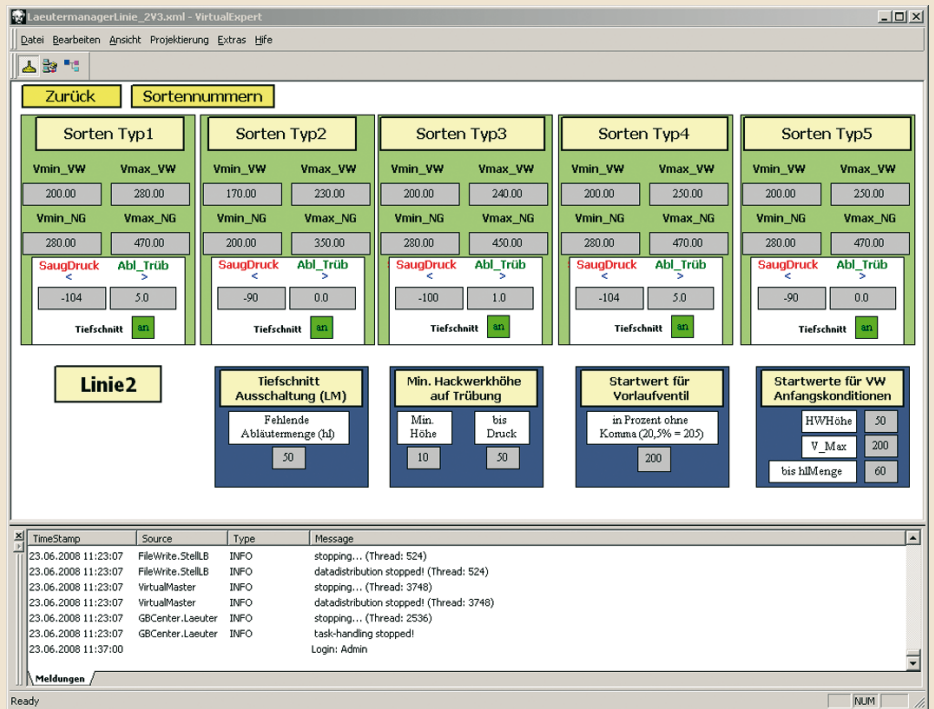 LaeutermanagerLinie_2V3.xml - VirtualExpert
Datei Bearbeiten Ansicht Projektierung Extras Hife
Zurück Sortennummern
Sorten Typ1 Sorten Typ2 Sorten Typ3 Sorten Typ4 Sorten Typ5
Vmin_VW Vmax_VW Vmin_VW Vmax_VW Vmin_VW Vmax_VW Vmin_VW Vmax_VW Vmin_VW Vmax_VW
200.00 280.00 170.00 230.00 200.00 240.00 200.00 250.00 200.00 250.00
Vmin_NG Vmax_NG Vmin_NG Vmax_NG Vmin_NG Vmax_NG Vmin_NG Vmax_NG Vmin_NG Vmax_NG
280.00 470.00 200.00 350.00 280.00 450.00 280.00 470.00 280.00 470.00
SaugDruck Abl_Trüb SaugDruck Abl_Trüb SaugDruck Abl_Trüb SaugDruck Abl_Trüb SaugDruck Abl_Trüb
< > < > < > < > < >
-104 5.0 -90 0.0 -100 1.0 -104 5.0 -90 0.0
Tiefschnitt an Tiefschnitt an Tiefschnitt an Tiefschnitt an Tiefschnitt an
Linie2
Tiefschnitt
Ausschaltung (LM)
Fehlende
Abläutermenge (hl)
50
Min. Hackwerkhöhe
auf Trübung
Min. bis
Höhe Druck
10 50
Startwert für
Vorlaufventil
in Prozent ohne
Komma (20,5% = 205)
200
Startwerte für VW
Anfangskonditionen
HWHöhe 50
V_Max 200
bis hlMenge 60
TimeStamp Source Type Message
23.06.2008 11:23:07 FileWrite.StellLB INFO stopping... (Thread: 524)
23.06.2008 11:23:07 FileWrite.StellLB INFO datadistribution stopped! (Thread: 524)
23.06.2008 11:23:07 VirtualMaster INFO stopping... (Thread: 3748)
23.06.2008 11:23:07 VirtualMaster INFO datadistribution stopped! (Thread: 3748)
23.06.2008 11:23:07 GBCenter.Laeuter INFO stopping... (Thread: 2536)
23.06.2008 11:23:07 GBCenter.Laeuter INFO task-handling stopped!
23.06.2008 11:37:00 Login: Admin
Meldungen
Ready NUM